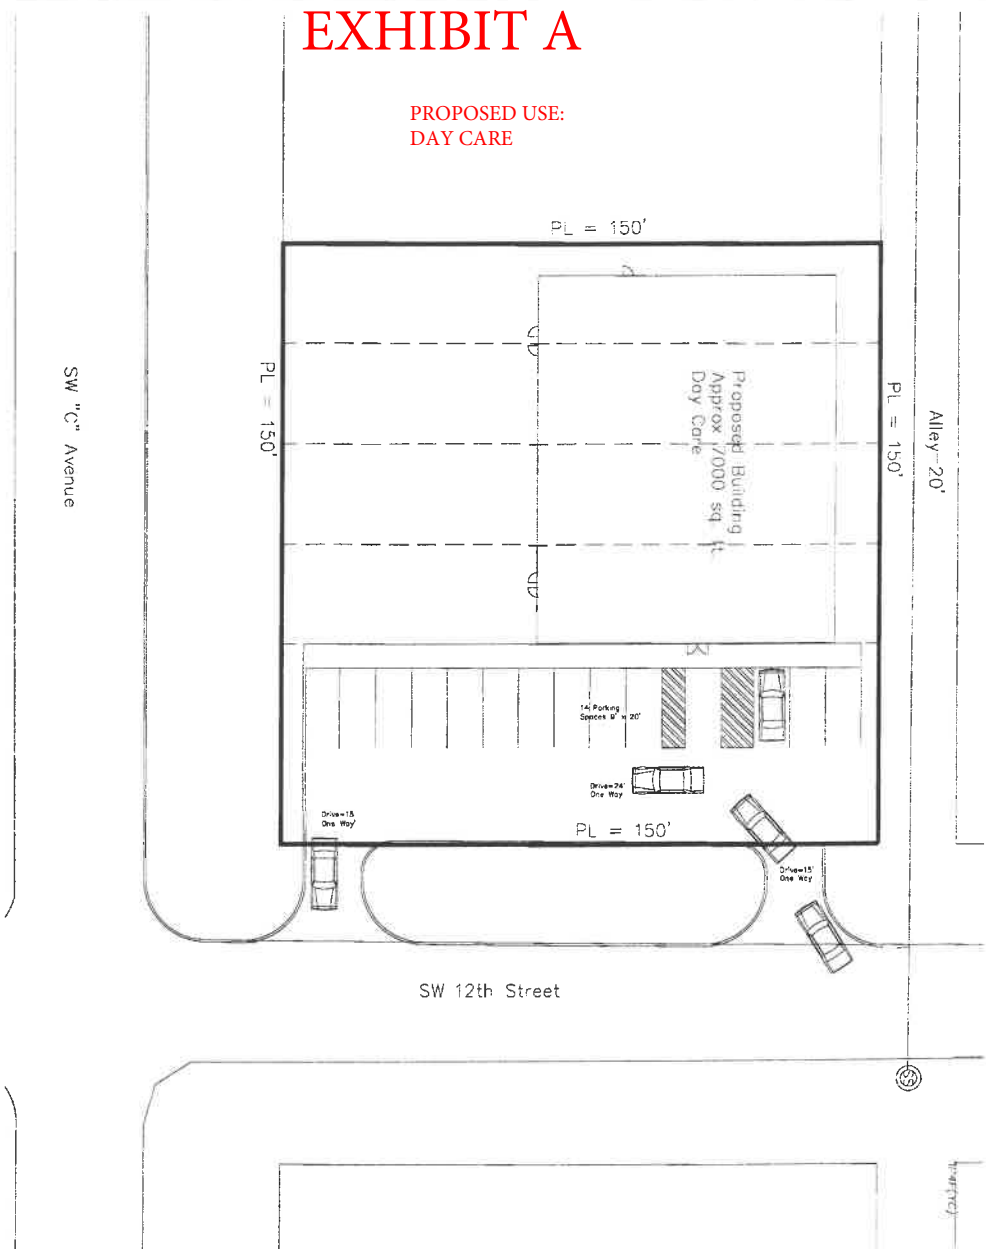 EXHIBIT A
PROPOSED USE:
DAY CARE
PL = 150'
SW "C" Avenue
PL = 150'
Proposed Building
Approx 7000 sq ft.
Day Care
PL = 150'
Alley-20'
14 Parking
Spaces 9' x 20'
Drive=24'
One Way
Drive=15
One Way'
PL = 150'
Drive=15'
One Way
SW 12th Street